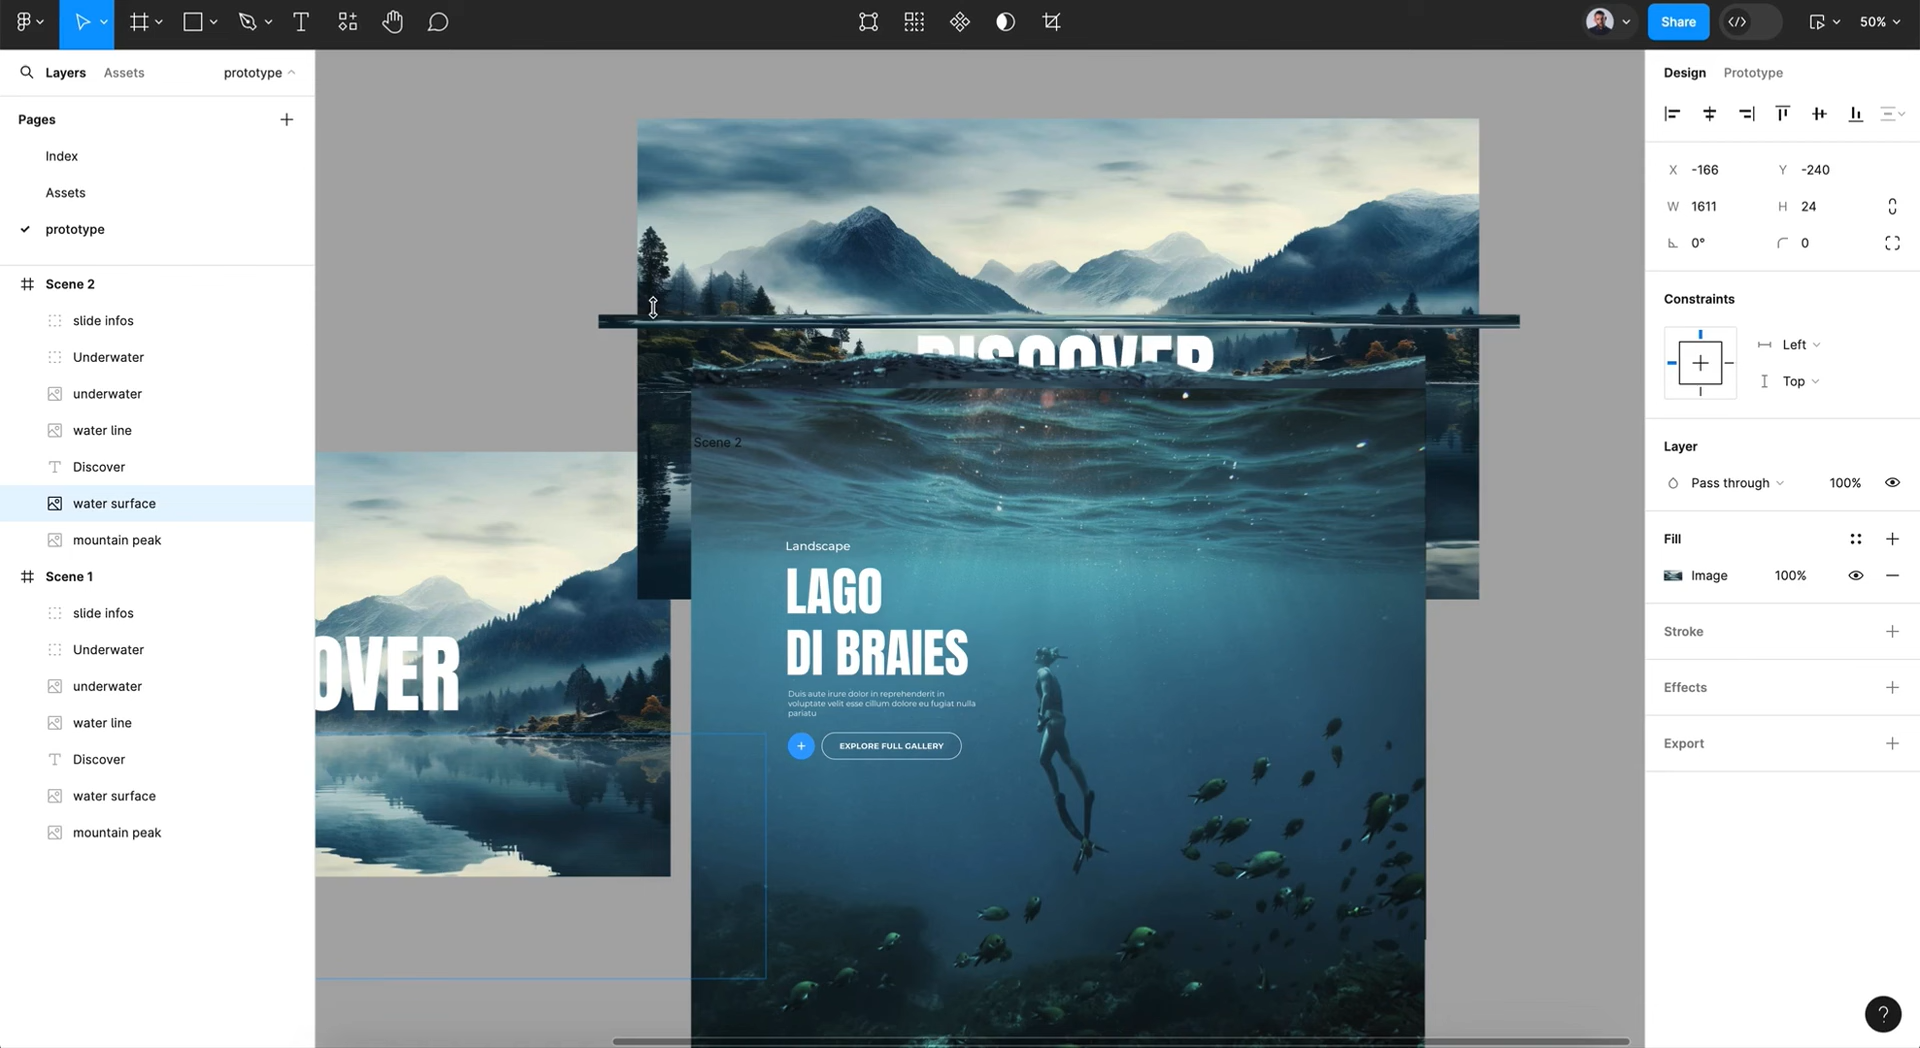 Share
50%
Layers
Assets
prototype
Pages
Index
Assets
prototype
Scene 2
slide infos
Underwater
underwater
water line
Discover
water surface
mountain peak
Scene 1
slide infos
Underwater
underwater
water line
Discover
water surface
mountain peak
DISCOVER
Scene 2
OVER
Landscape
LAGO
DI BRAIES
Duis aute irure dolor in reprehenderit in
voluptate velit esse cillum dolore eu fugiat nulla
pariatu
+
EXPLORE FULL GALLERY
Design
Prototype
X -166
Y -240
W 1611
H 24
0°
0
Constraints
Left
Top
Layer
Pass through
100%
Fill
Image
100%
Stroke
Effects
Export
?